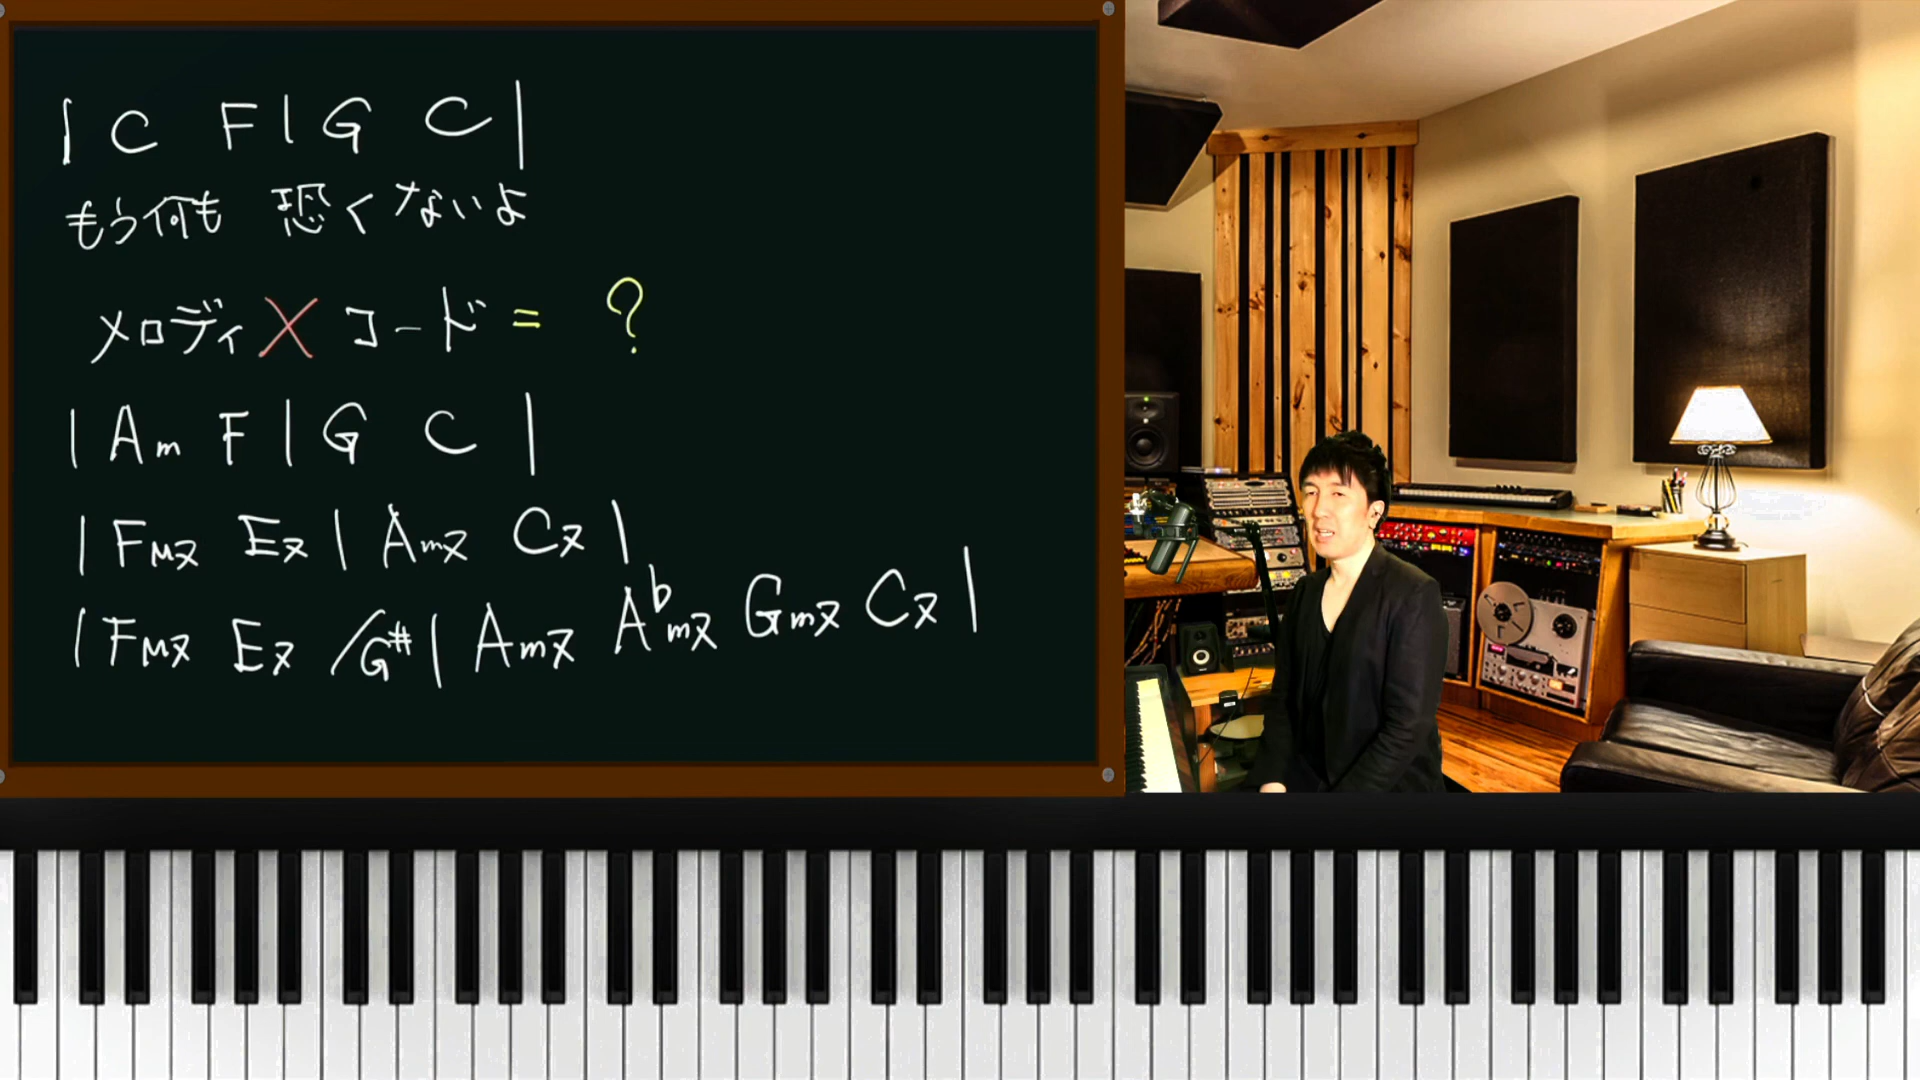 | C F | G C |
もう何も 恐くないよ
メロディ × コード = ?
| Am F | G C |
| FM7 E7 | Am7 C7 |
| FM7 E7 /G# | Am7 A♭m7 Gm7 C7 |